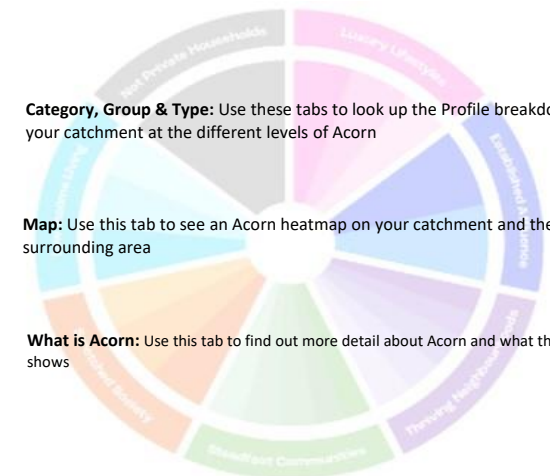 Not Private Households
Luxury Lifestyles
Category, Group & Type: Use these tabs to look up the Profile breakdo
your catchment at the different levels of Acorn
Established Affluence
Map: Use this tab to see an Acorn heatmap on your catchment and the
surrounding area
What is Acorn: Use this tab to find out more detail about Acorn and what th
shows
Thriving Neighbourhoods
Stretched Society
Steadfast Communities